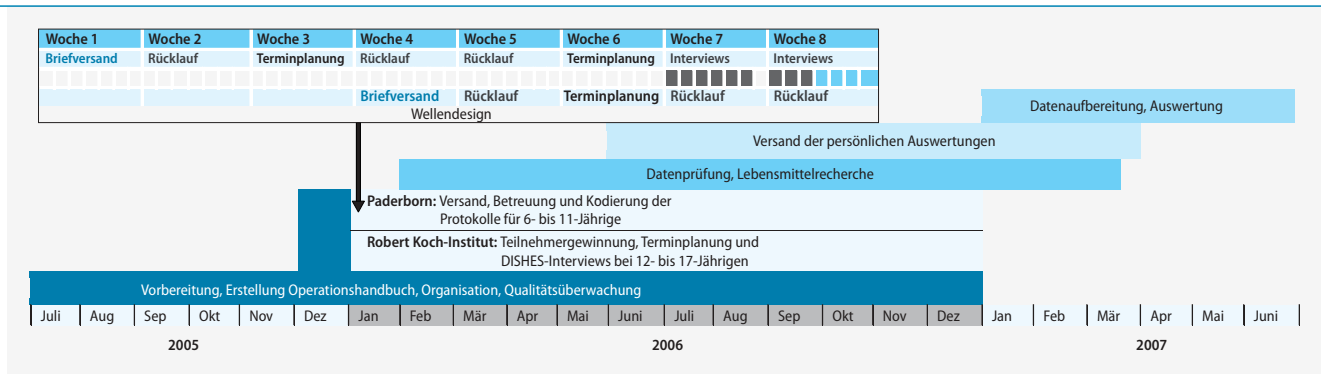 Woche 1 Woche 2 Woche 3 Woche 4 Woche 5 Woche 6 Woche 7 Woche 8
Briefversand Rücklauf Terminplanung Rücklauf Rücklauf Terminplanung Interviews Interviews
Briefversand Rücklauf Terminplanung Rücklauf Rücklauf
Wellendesign
Datenaufbereitung, Auswertung
Versand der persönlichen Auswertungen
Datenprüfung, Lebensmittelrecherche
Paderborn: Versand, Betreuung und Kodierung der
Protokolle für 6- bis 11-Jährige
Robert Koch-Institut: Teilnehmergewinnung, Terminplanung und
DISHES-Interviews bei 12- bis 17-Jährigen
Vorbereitung, Erstellung Operationshandbuch, Organisation, Qualitätsüberwachung
Juli Aug Sep Okt Nov Dez Jan Feb Mär Apr Mai Juni Juli Aug Sep Okt Nov Dez Jan Feb Mär Apr Mai Juni
2005 2006 2007